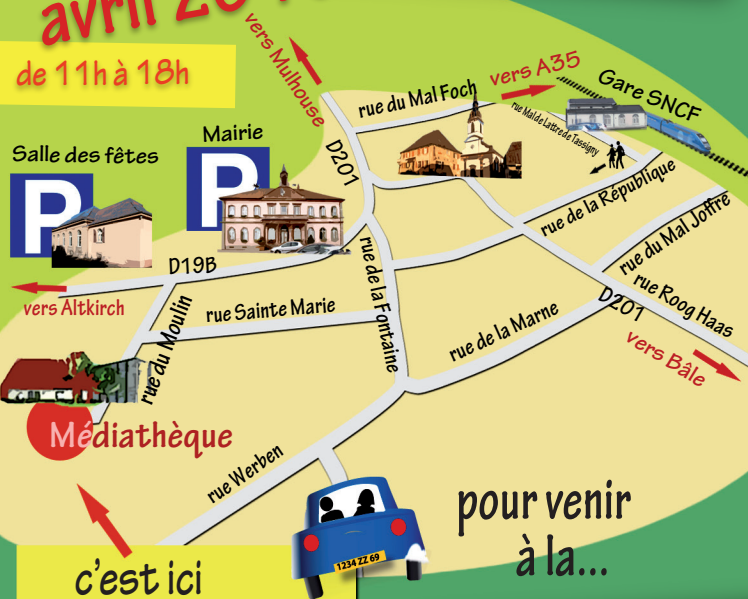 avril 20
de 11h à 18h
vers Mulhouse
vers A35
Gare SNCF
rue du Mal Foch
rue Mal de Lattre de Tassigny
Mairie
P
Salle des fêtes
P
D201
rue de la République
rue du Mal Joffre
D19B
rue de la Fontaine
rue Roog Haas
D201
vers Altkirch
rue Sainte Marie
rue du Moulin
rue de la Marne
vers Bâle
Médiathèque
rue Werben
pour venir
à la...
1234 ZZ 69
c'est ici